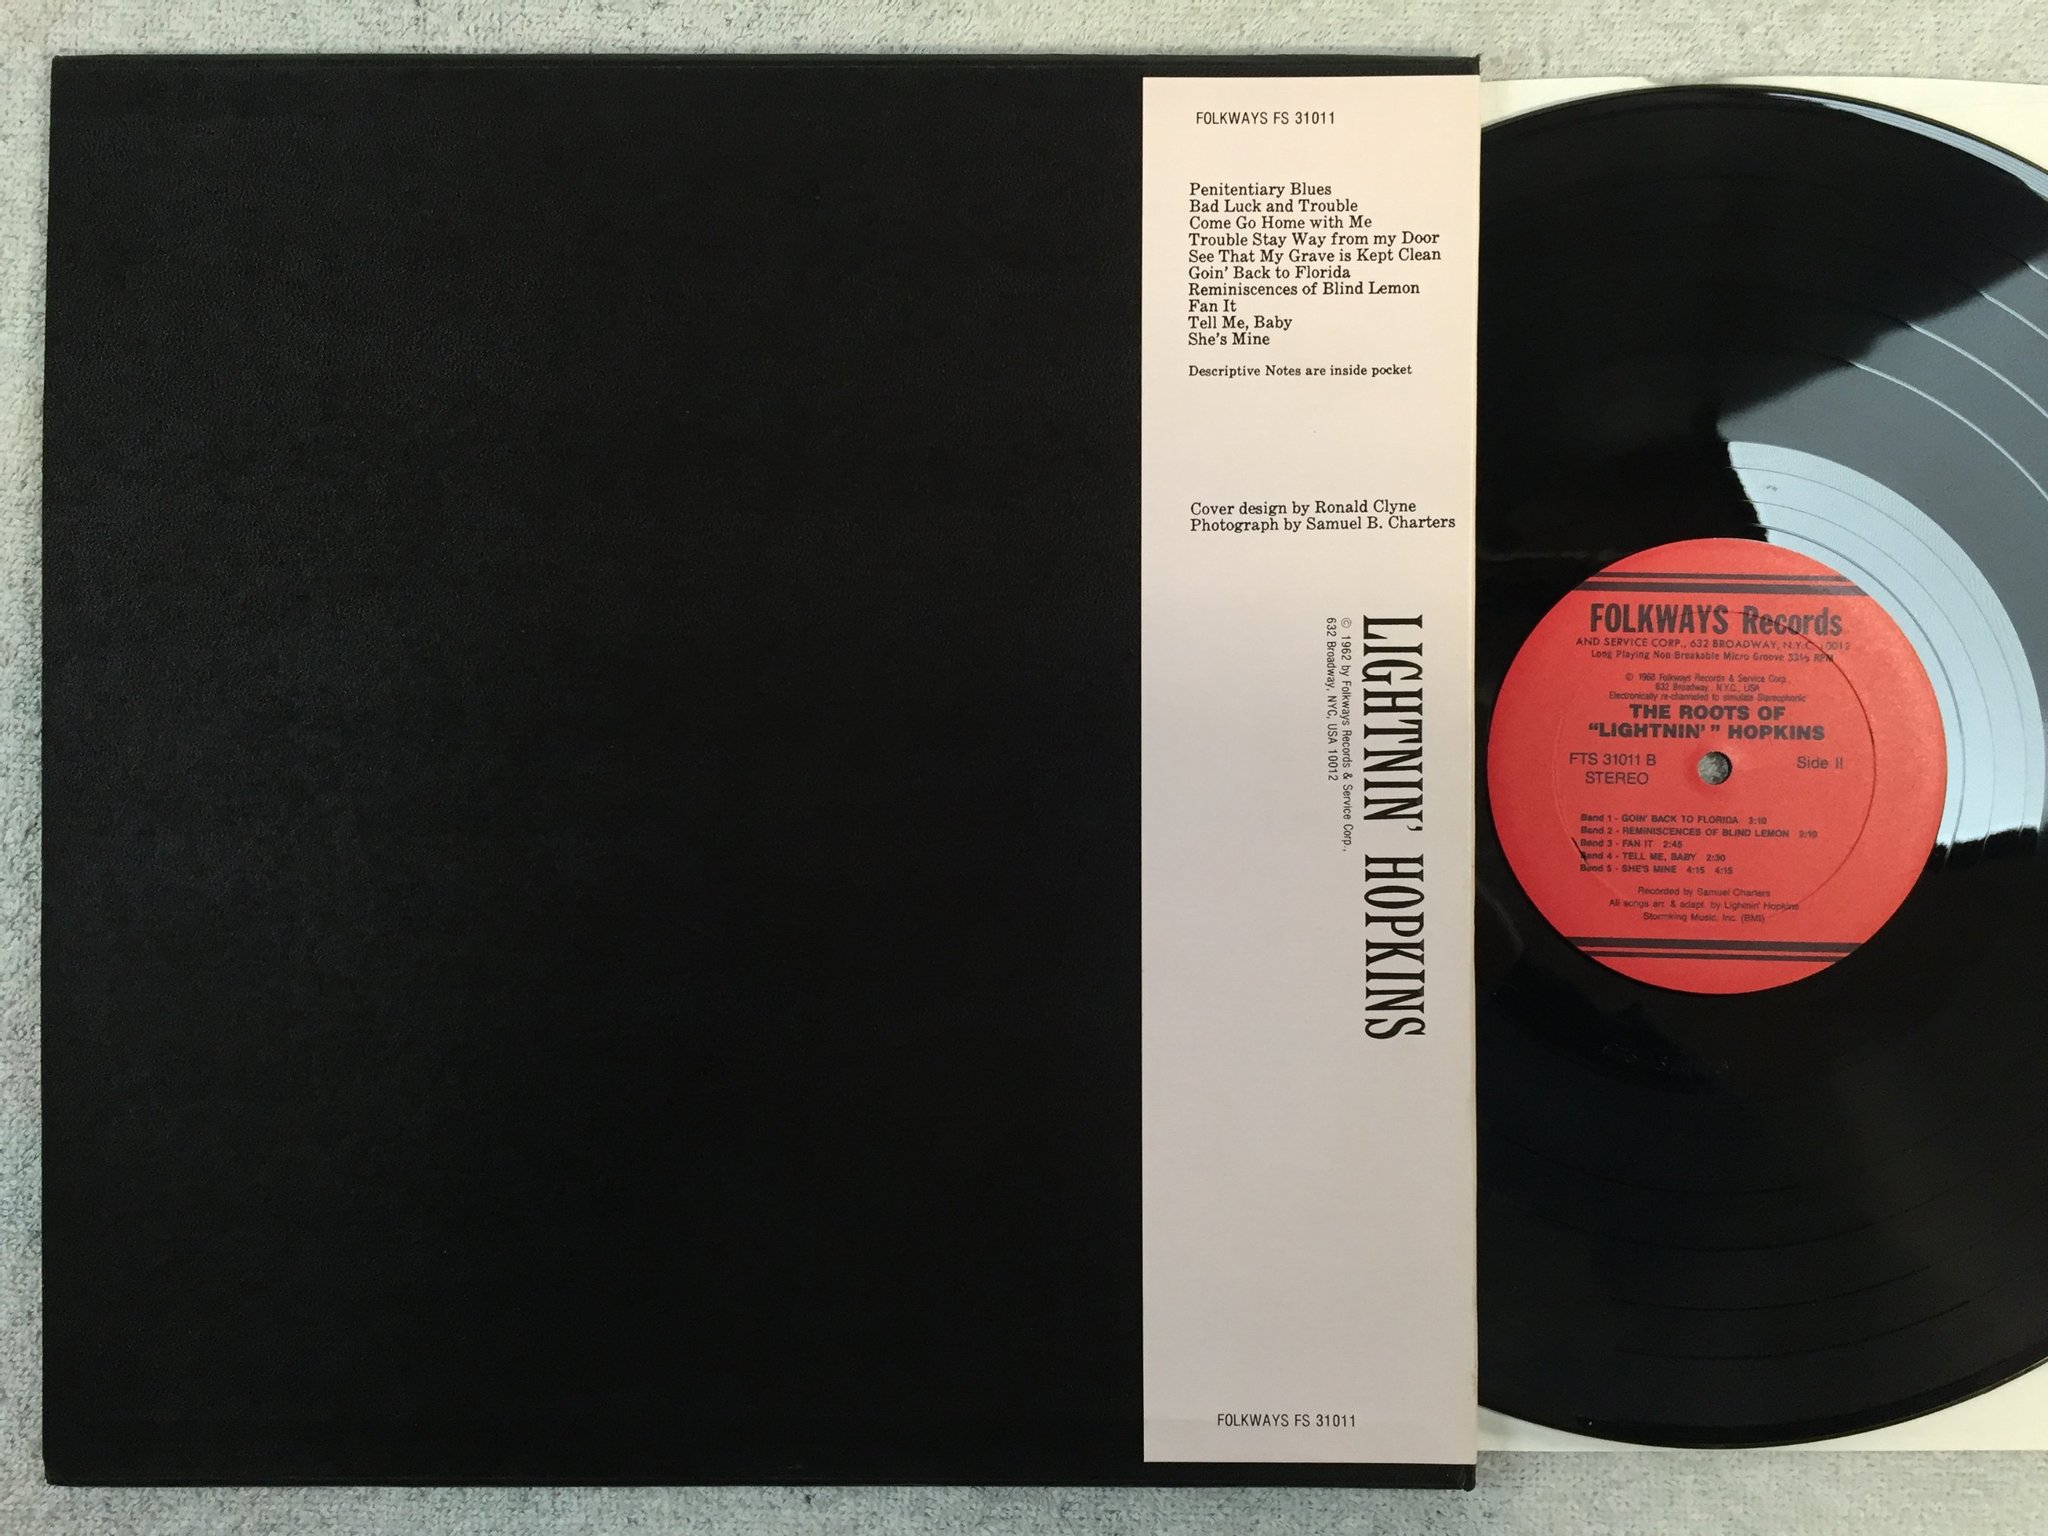 FOLKWAYS FS 31011
Penitentiary Blues
Bad Luck and Trouble
Come Go Home with Me
Trouble Stay Way from my Door
See That My Grave is Kept Clean
Goin' Back to Florida
Reminiscences of Blind Lemon
Fan It
Tell Me, Baby
She's Mine
Descriptive Notes are inside pocket
Cover design by Ronald Clyne
Photograph by Samuel B. Charters
LIGHTNIN' HOPKINS
© 1962 by Folkways Records & Service Corp.,
632 Broadway, NYC, USA 10012
FOLKWAYS FS 31011
FOLKWAYS Records
AND SERVICE CORP., 632 BROADWAY, N.Y.C. 10012
Long Playing Non Breakable Micro Groove 33⅓ RPM
© 1968 Folkways Records & Service Corp.,
632 Broadway, N.Y.C., USA
Electronically re-channeled to simulate Stereophonic
THE ROOTS OF
"LIGHTNIN'" HOPKINS
FTS 31011 B
Side II
STEREO
Band 1 - GOIN' BACK TO FLORIDA 3:10
Band 2 - REMINISCENCES OF BLIND LEMON 2:10
Band 3 - FAN IT 2:45
Band 4 - TELL ME, BABY 2:30
Band 5 - SHE'S MINE 4:15 4:15
Recorded by Samuel Charters
All songs arr. & adapt. by Lightnin' Hopkins
Stormking Music, Inc. (BMI)